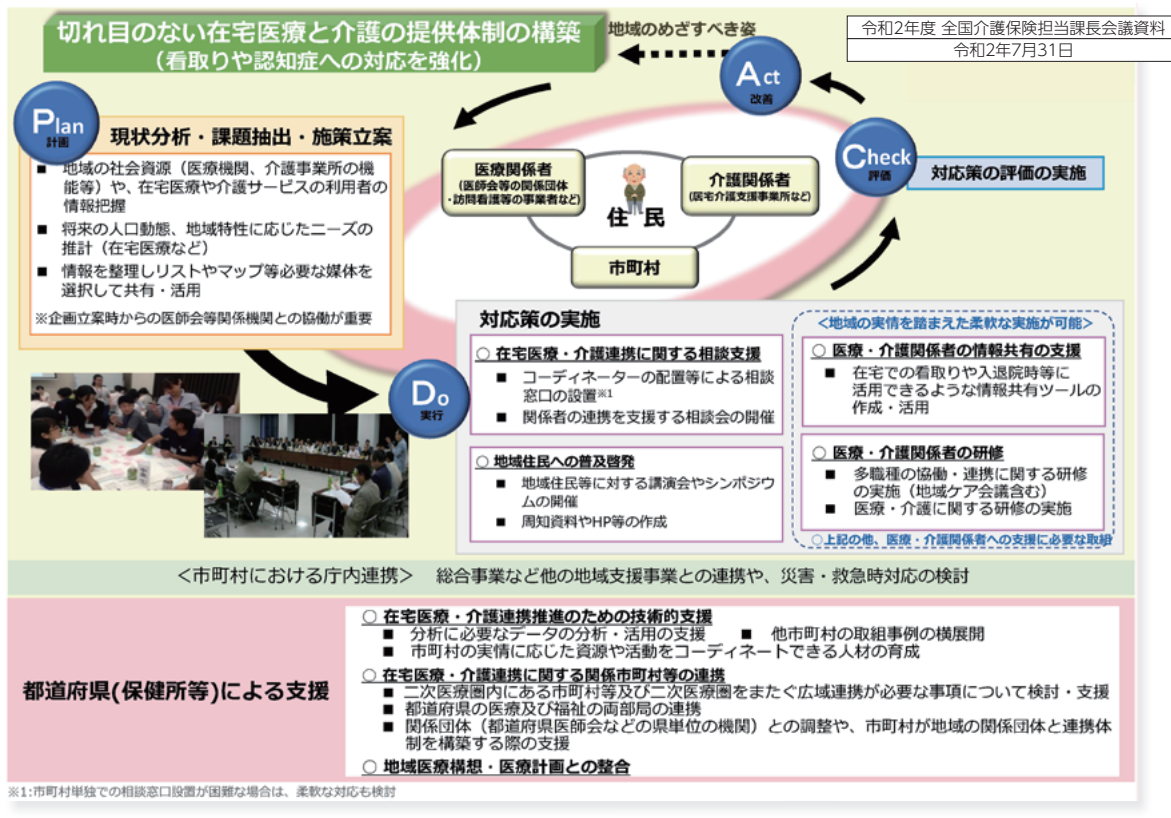 切れ目のない在宅医療と介護の提供体制の構築
（看取りや認知症への対応を強化）
地域のめざすべき姿
令和2年度 全国介護保険担当課長会議資料
令和2年7月31日
Act
改善
Plan
計画
現状分析・課題抽出・施策立案
■ 地域の社会資源（医療機関、介護事業所の機
能等）や、在宅医療や介護サービスの利用者の
情報把握
■ 将来の人口動態、地域特性に応じたニーズの
推計（在宅医療など）
■ 情報を整理しリストやマップ等必要な媒体を
選択して共有・活用
※企画立案時からの医師会等関係機関との協働が重要
医療関係者
（医師会等の関係団体
・訪問看護等の事業者など）
介護関係者
（居宅介護支援事業所など）
住民
市町村
Check
評価
対応策の評価の実施
Do
実行
対応策の実施
○ 在宅医療・介護連携に関する相談支援
■ コーディネーターの配置等による相談
窓口の設置※1
■ 関係者の連携を支援する相談会の開催
○ 地域住民への普及啓発
■ 地域住民等に対する講演会やシンポジウ
ムの開催
■ 周知資料やHP等の作成
＜地域の実情を踏まえた柔軟な実施が可能＞
○ 医療・介護関係者の情報共有の支援
■ 在宅での看取りや入退院時等に
活用できるような情報共有ツールの
作成・活用
○ 医療・介護関係者の研修
■ 多職種の協働・連携に関する研修
の実施（地域ケア会議含む）
■ 医療・介護に関する研修の実施
○上記の他、医療・介護関係者への支援に必要な取組
＜市町村における庁内連携＞　総合事業など他の地域支援事業との連携や、災害・救急時対応の検討
都道府県(保健所等)による支援
○ 在宅医療・介護連携推進のための技術的支援
■ 分析に必要なデータの分析・活用の支援　■ 他市町村の取組事例の横展開
■ 市町村の実情に応じた資源や活動をコーディネートできる人材の育成
○ 在宅医療・介護連携に関する関係市町村等の連携
■ 二次医療圏内にある市町村等及び二次医療圏をまたぐ広域連携が必要な事項について検討・支援
■ 都道府県の医療及び福祉の両部局の連携
■ 関係団体（都道府県医師会などの県単位の機関）との調整や、市町村が地域の関係団体と連携体
制を構築する際の支援
○ 地域医療構想・医療計画との整合
※1:市町村単独での相談窓口設置が困難な場合は、柔軟な対応も検討